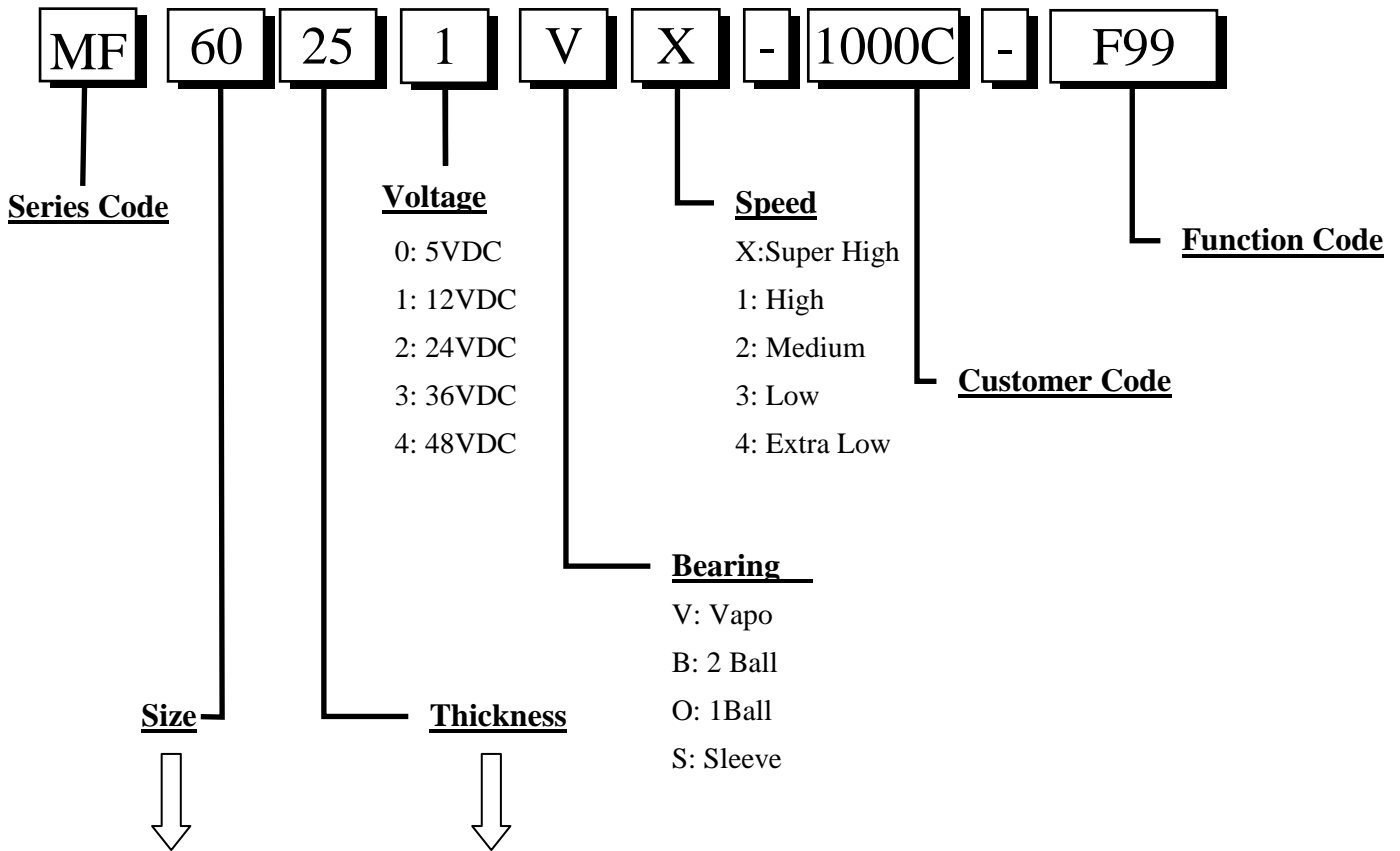 MF 60 25 1 V X - 1000C - F99
Series Code
Voltage
0: 5VDC
1: 12VDC
2: 24VDC
3: 36VDC
4: 48VDC
Speed
X:Super High
1: High
2: Medium
3: Low
4: Extra Low
Function Code
Customer Code
Bearing
V: Vapo
B: 2 Ball
O: 1Ball
S: Sleeve
Size
Thickness